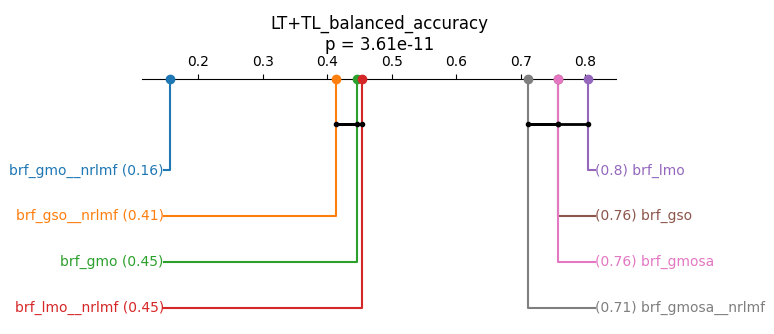 LT+TL_balanced_accuracy
p = 3.61e-11
0.2 0.3 0.4 0.5 0.6 0.7 0.8
brf_gmo__nrlmf (0.16)
(0.8) brf_lmo
brf_gso__nrlmf (0.41)
(0.76) brf_gso
brf_gmo (0.45)
(0.76) brf_gmosa
brf_lmo__nrlmf (0.45)
(0.71) brf_gmosa__nrlmf